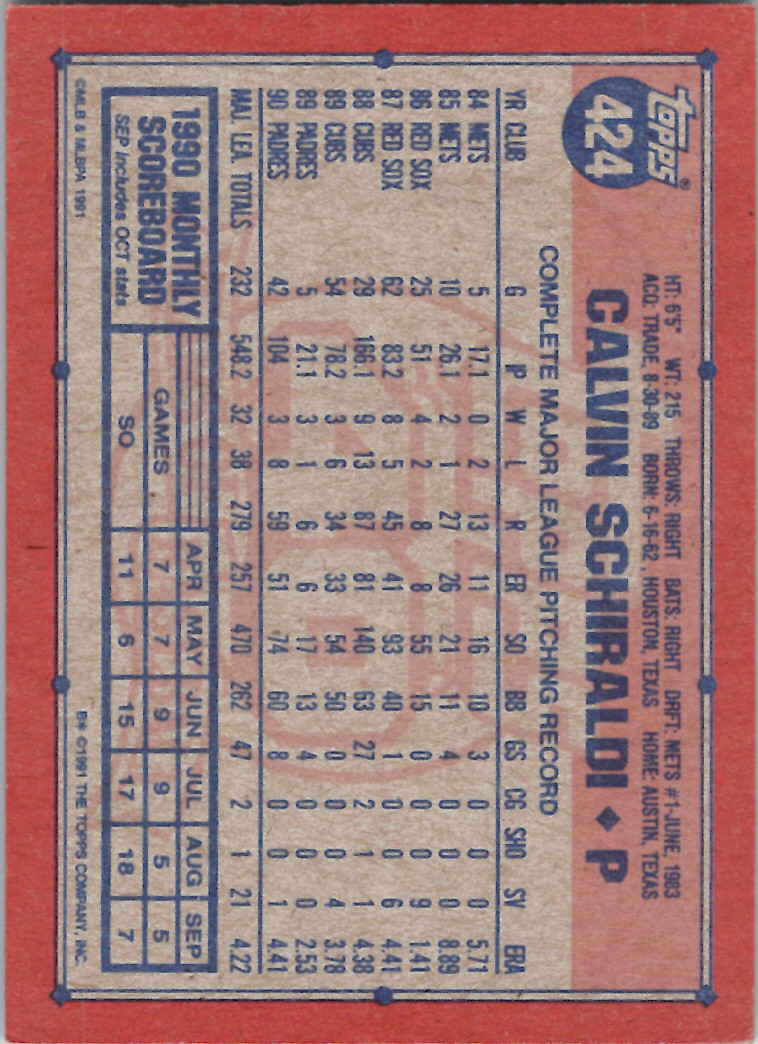 topps®
424
HT: 6'5" WT: 215 THROWS: RIGHT BATS: RIGHT DRFT: METS #1-JUNE, 1983
ACQ: TRADE, 8-30-89 BORN: 6-16-62, HOUSTON, TEXAS HOME: AUSTIN, TEXAS
CALVIN SCHIRALDI ♦ P
COMPLETE MAJOR LEAGUE PITCHING RECORD
YR CLUB G IP W L R ER SO BB GS CG SHO SV ERA
84 METS 5 17.1 0 2 13 11 16 10 3 0 0 0 5.71
85 METS 10 26.1 2 1 27 26 21 11 4 0 0 0 8.89
86 RED SOX 25 51 4 2 8 8 55 15 0 0 0 9 1.41
87 RED SOX 62 83.2 8 5 45 41 93 40 1 0 0 6 4.41
88 CUBS 29 166.1 9 13 87 81 140 63 27 2 1 1 4.38
89 CUBS 54 78.2 3 6 34 33 54 50 0 0 0 4 3.78
89 PADRES 5 21.1 3 1 6 6 17 13 4 0 0 0 2.53
90 PADRES 42 104 3 8 59 51 74 60 8 0 0 1 4.41
MAJ. LEA. TOTALS 232 548.2 32 38 279 257 470 262 47 2 1 21 4.22
1990 MONTHLY
SCOREBOARD
SEP includes OCT stats
APR MAY JUN JUL AUG SEP
GAMES 7 7 9 9 5 5
SO 11 6 15 17 18 7
©MLB & MLBPA 1991
B* ©1991 THE TOPPS COMPANY, INC.